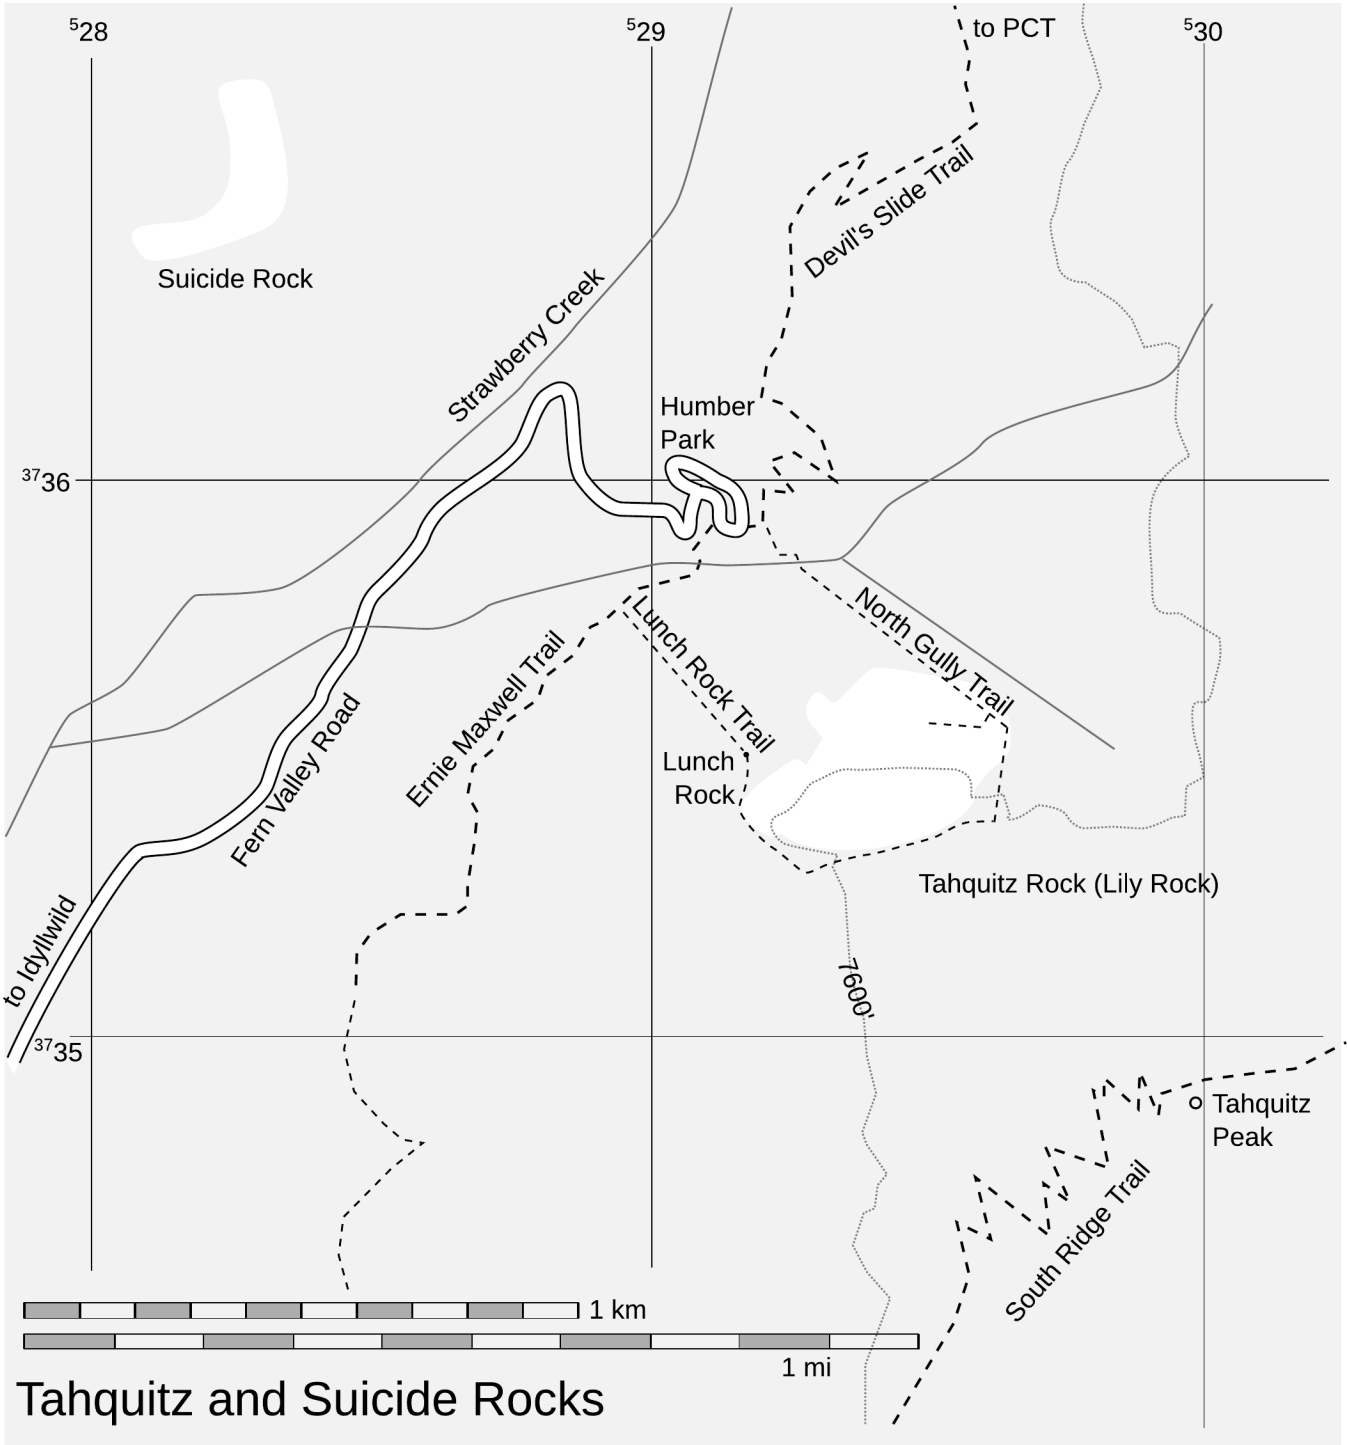 ⁵28
⁵29
to PCT
⁵30
Devil's Slide Trail
Suicide Rock
Strawberry Creek
Humber
Park
³⁷36
North Gully Trail
Lunch Rock Trail
Ernie Maxwell Trail
Fern Valley Road
Lunch
Rock
Tahquitz Rock (Lily Rock)
to Idyllwild
7600'
³⁷35
Tahquitz
Peak
South Ridge Trail
1 km
1 mi
Tahquitz and Suicide Rocks